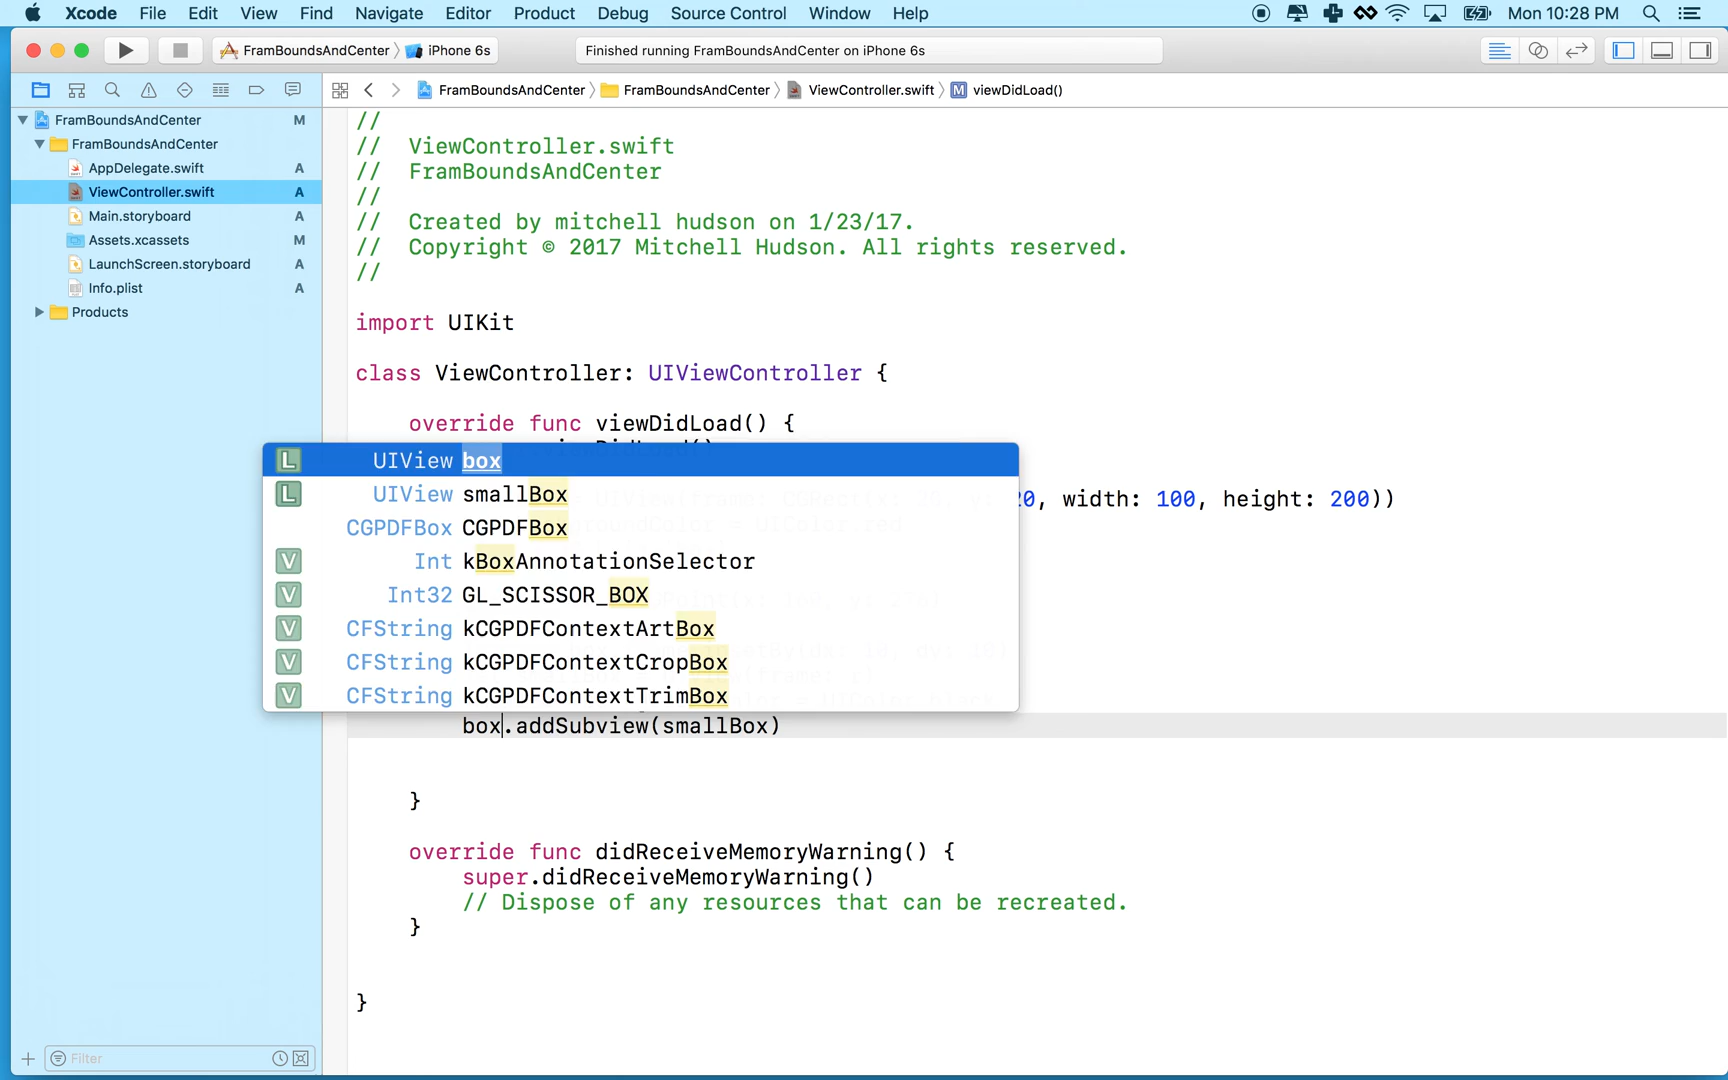 Xcode File Edit View Find Navigate Editor Product Debug Source Control Window Help Mon 10:28 PM
FramBoundsAndCenter iPhone 6s Finished running FramBoundsAndCenter on iPhone 6s
FramBoundsAndCenter FramBoundsAndCenter ViewController.swift M viewDidLoad()
FramBoundsAndCenter M
FramBoundsAndCenter
AppDelegate.swift A
ViewController.swift A
Main.storyboard A
Assets.xcassets M
LaunchScreen.storyboard A
Info.plist A
Products
//
// ViewController.swift
// FramBoundsAndCenter
//
// Created by mitchell hudson on 1/23/17.
// Copyright © 2017 Mitchell Hudson. All rights reserved.
//
import UIKit
class ViewController: UIViewController {
override func viewDidLoad() {
L UIView box
L UIView smallBox
20, width: 100, height: 200))
CGPDFBox CGPDFBox
V Int kBoxAnnotationSelector
V Int32 GL_SCISSOR_BOX
V CFString kCGPDFContextArtBox
V CFString kCGPDFContextCropBox
V CFString kCGPDFContextTrimBox
box.addSubview(smallBox)
}
override func didReceiveMemoryWarning() {
super.didReceiveMemoryWarning()
// Dispose of any resources that can be recreated.
}
}
Filter